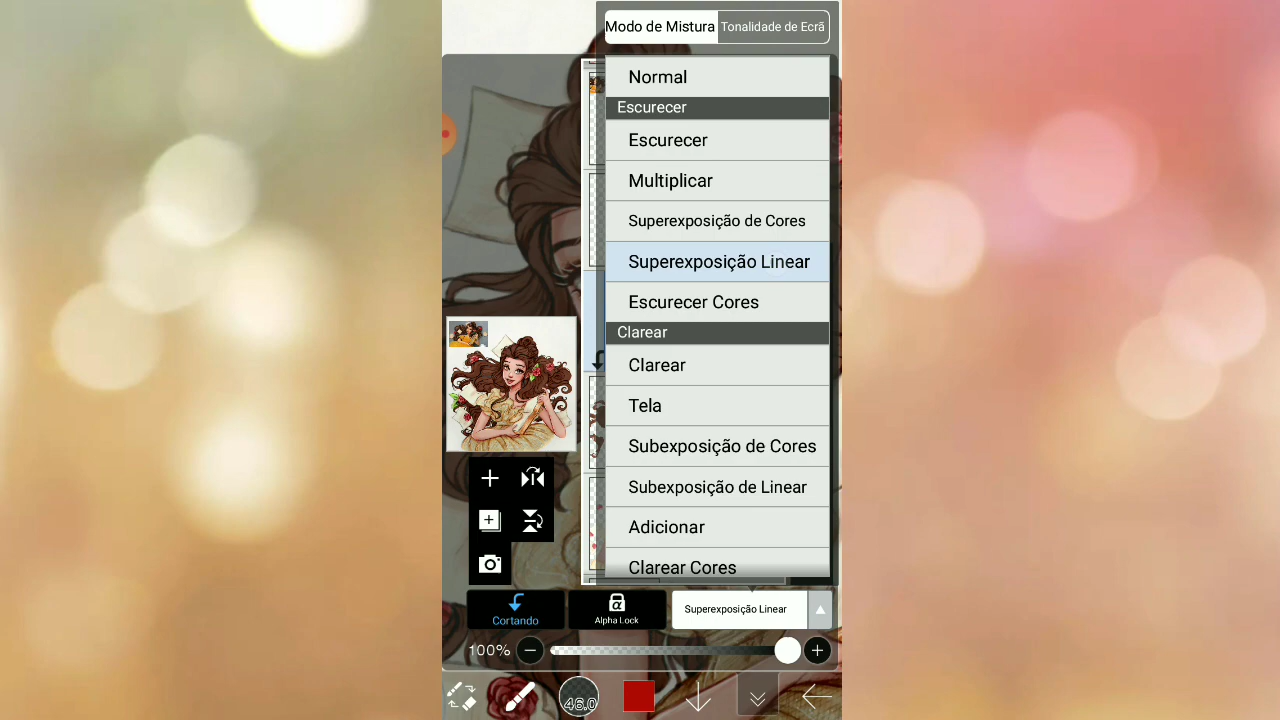 Modo de Mistura
Tonalidade de Ecrã
Normal
Escurecer
Escurecer
Multiplicar
Superexposição de Cores
Superexposição Linear
Escurecer Cores
Clarear
Clarear
Tela
Subexposição de Cores
Subexposição de Linear
Adicionar
Clarear Cores
Cortando
α
Alpha Lock
Superexposição Linear
100%
46.0